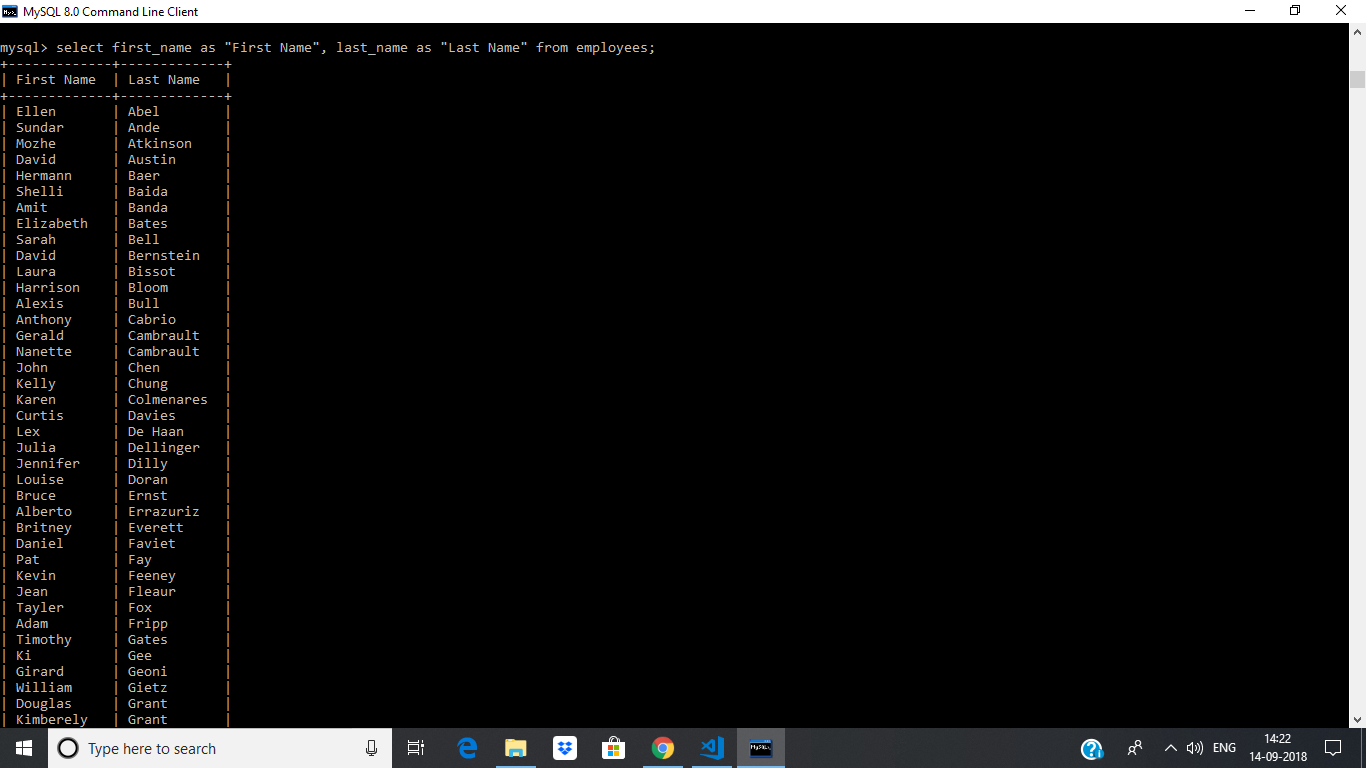 MySQL 8.0 Command Line Client
mysql> select first_name as "First Name", last_name as "Last Name" from employees;
+-------------+-------------+
| First Name  | Last Name   |
+-------------+-------------+
| Ellen       | Abel        |
| Sundar      | Ande        |
| Mozhe       | Atkinson    |
| David       | Austin      |
| Hermann     | Baer        |
| Shelli      | Baida       |
| Amit        | Banda       |
| Elizabeth   | Bates       |
| Sarah       | Bell        |
| David       | Bernstein   |
| Laura       | Bissot      |
| Harrison    | Bloom       |
| Alexis      | Bull        |
| Anthony     | Cabrio      |
| Gerald      | Cambrault   |
| Nanette     | Cambrault   |
| John        | Chen        |
| Kelly       | Chung       |
| Karen       | Colmenares  |
| Curtis      | Davies      |
| Lex         | De Haan     |
| Julia       | Dellinger   |
| Jennifer    | Dilly       |
| Louise      | Doran       |
| Bruce       | Ernst       |
| Alberto     | Errazuriz   |
| Britney     | Everett     |
| Daniel      | Faviet      |
| Pat         | Fay         |
| Kevin       | Feeney      |
| Jean        | Fleaur      |
| Tayler      | Fox         |
| Adam        | Fripp       |
| Timothy     | Gates       |
| Ki          | Gee         |
| Girard      | Geoni       |
| William     | Gietz       |
| Douglas     | Grant       |
| Kimberely   | Grant       |
Type here to search
ENG
14:22
14-09-2018